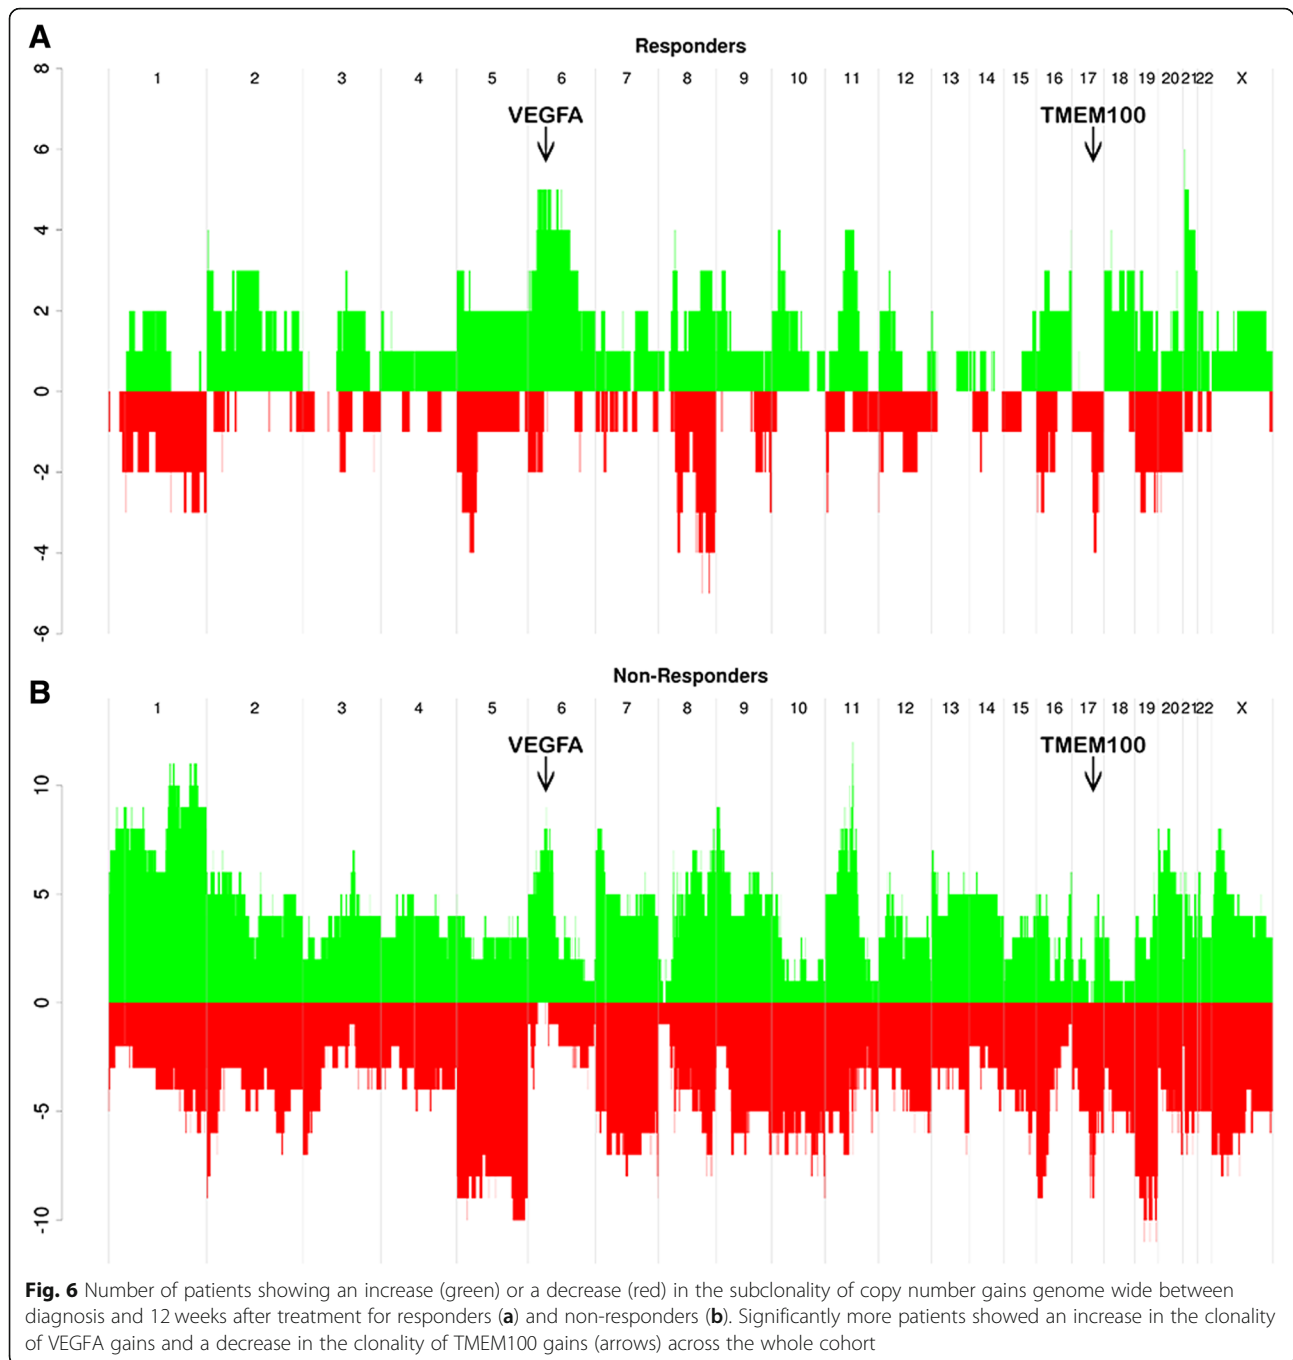 A
Responders
8
1 2 3 4 5 6 7 8 9 10 11 12 13 14 15 16 17 18 19 20 21 22 X
VEGFA TMEM100
6
4
2
0
-2
-4
-6
Non-Responders
B
1 2 3 4 5 6 7 8 9 10 11 12 13 14 15 16 17 18 19 20 21 22 X
VEGFA TMEM100
10
5
0
-5
-10
Fig. 6 Number of patients showing an increase (green) or a decrease (red) in the subclonality of copy number gains genome wide between
diagnosis and 12 weeks after treatment for responders (a) and non-responders (b). Significantly more patients showed an increase in the clonality
of VEGFA gains and a decrease in the clonality of TMEM100 gains (arrows) across the whole cohort